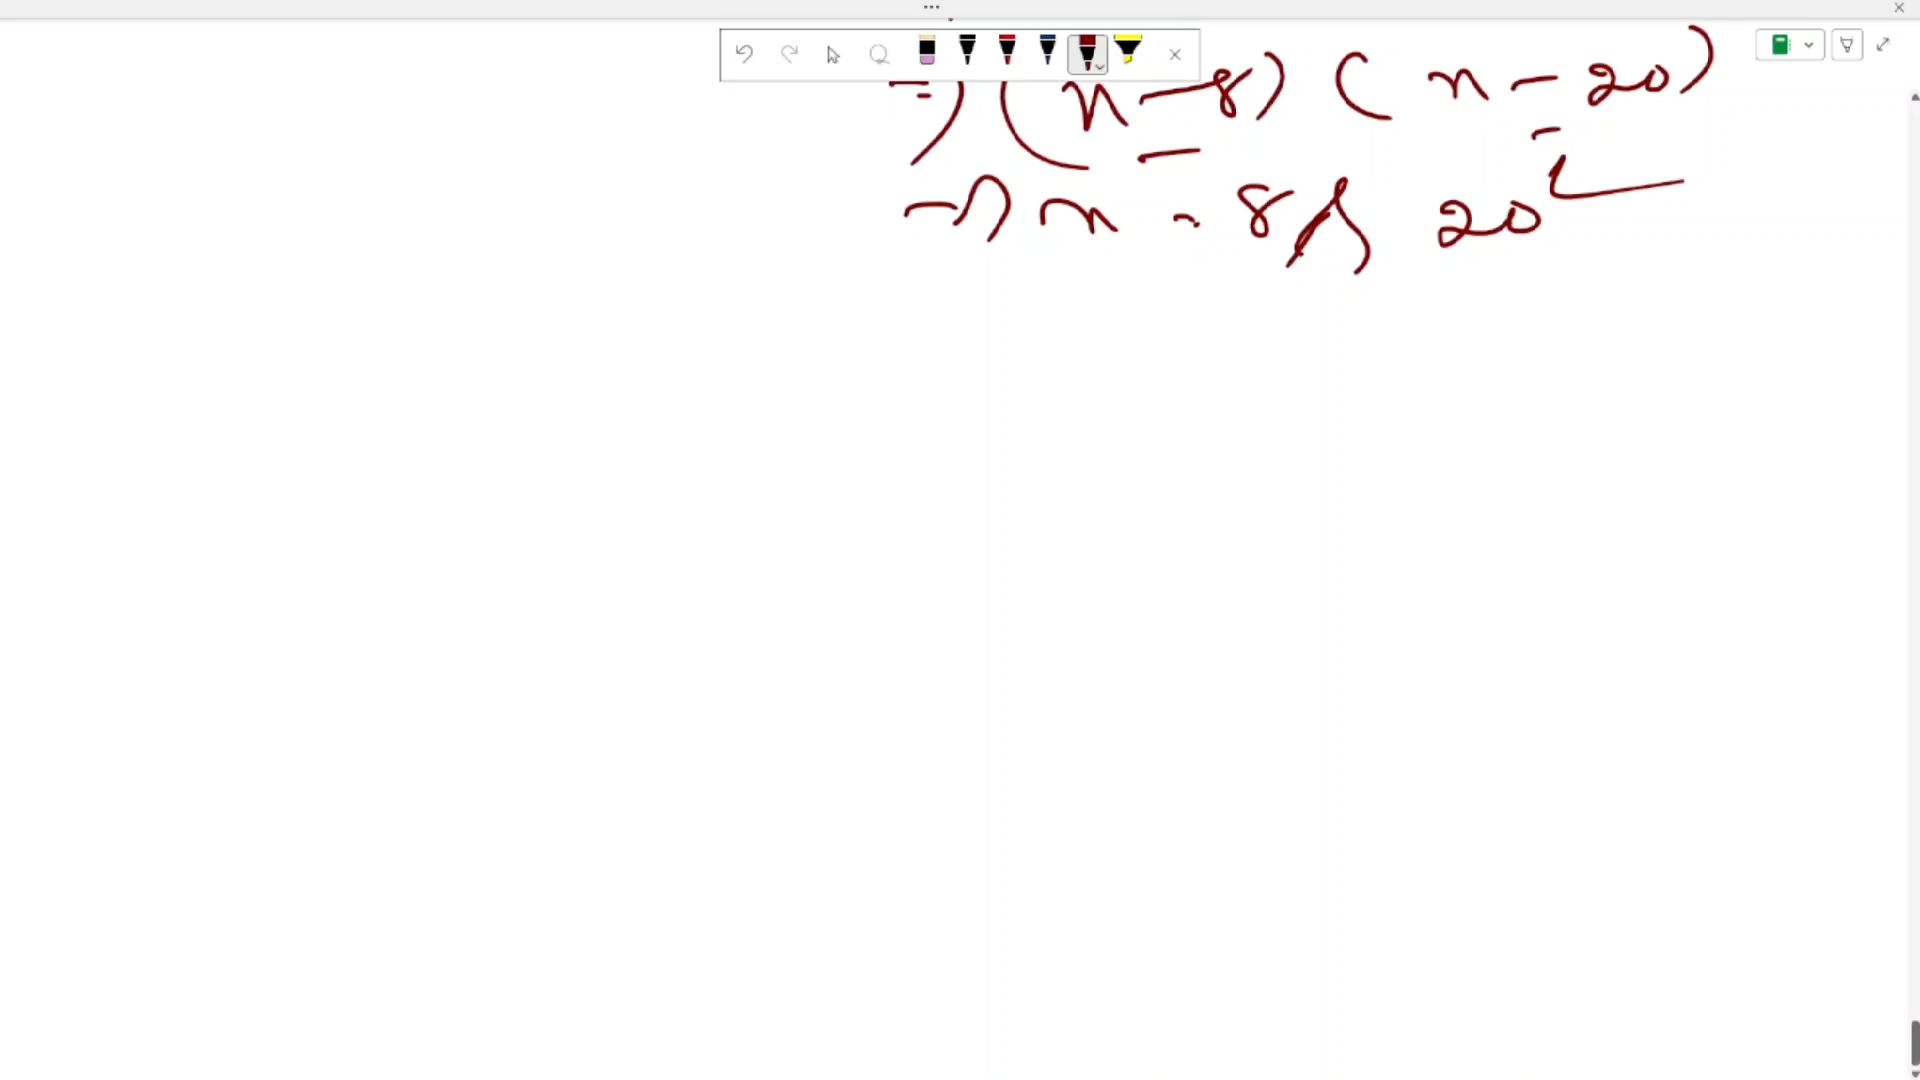 ⇒ (n-8) (n-20)
⇒ n = 8, 20